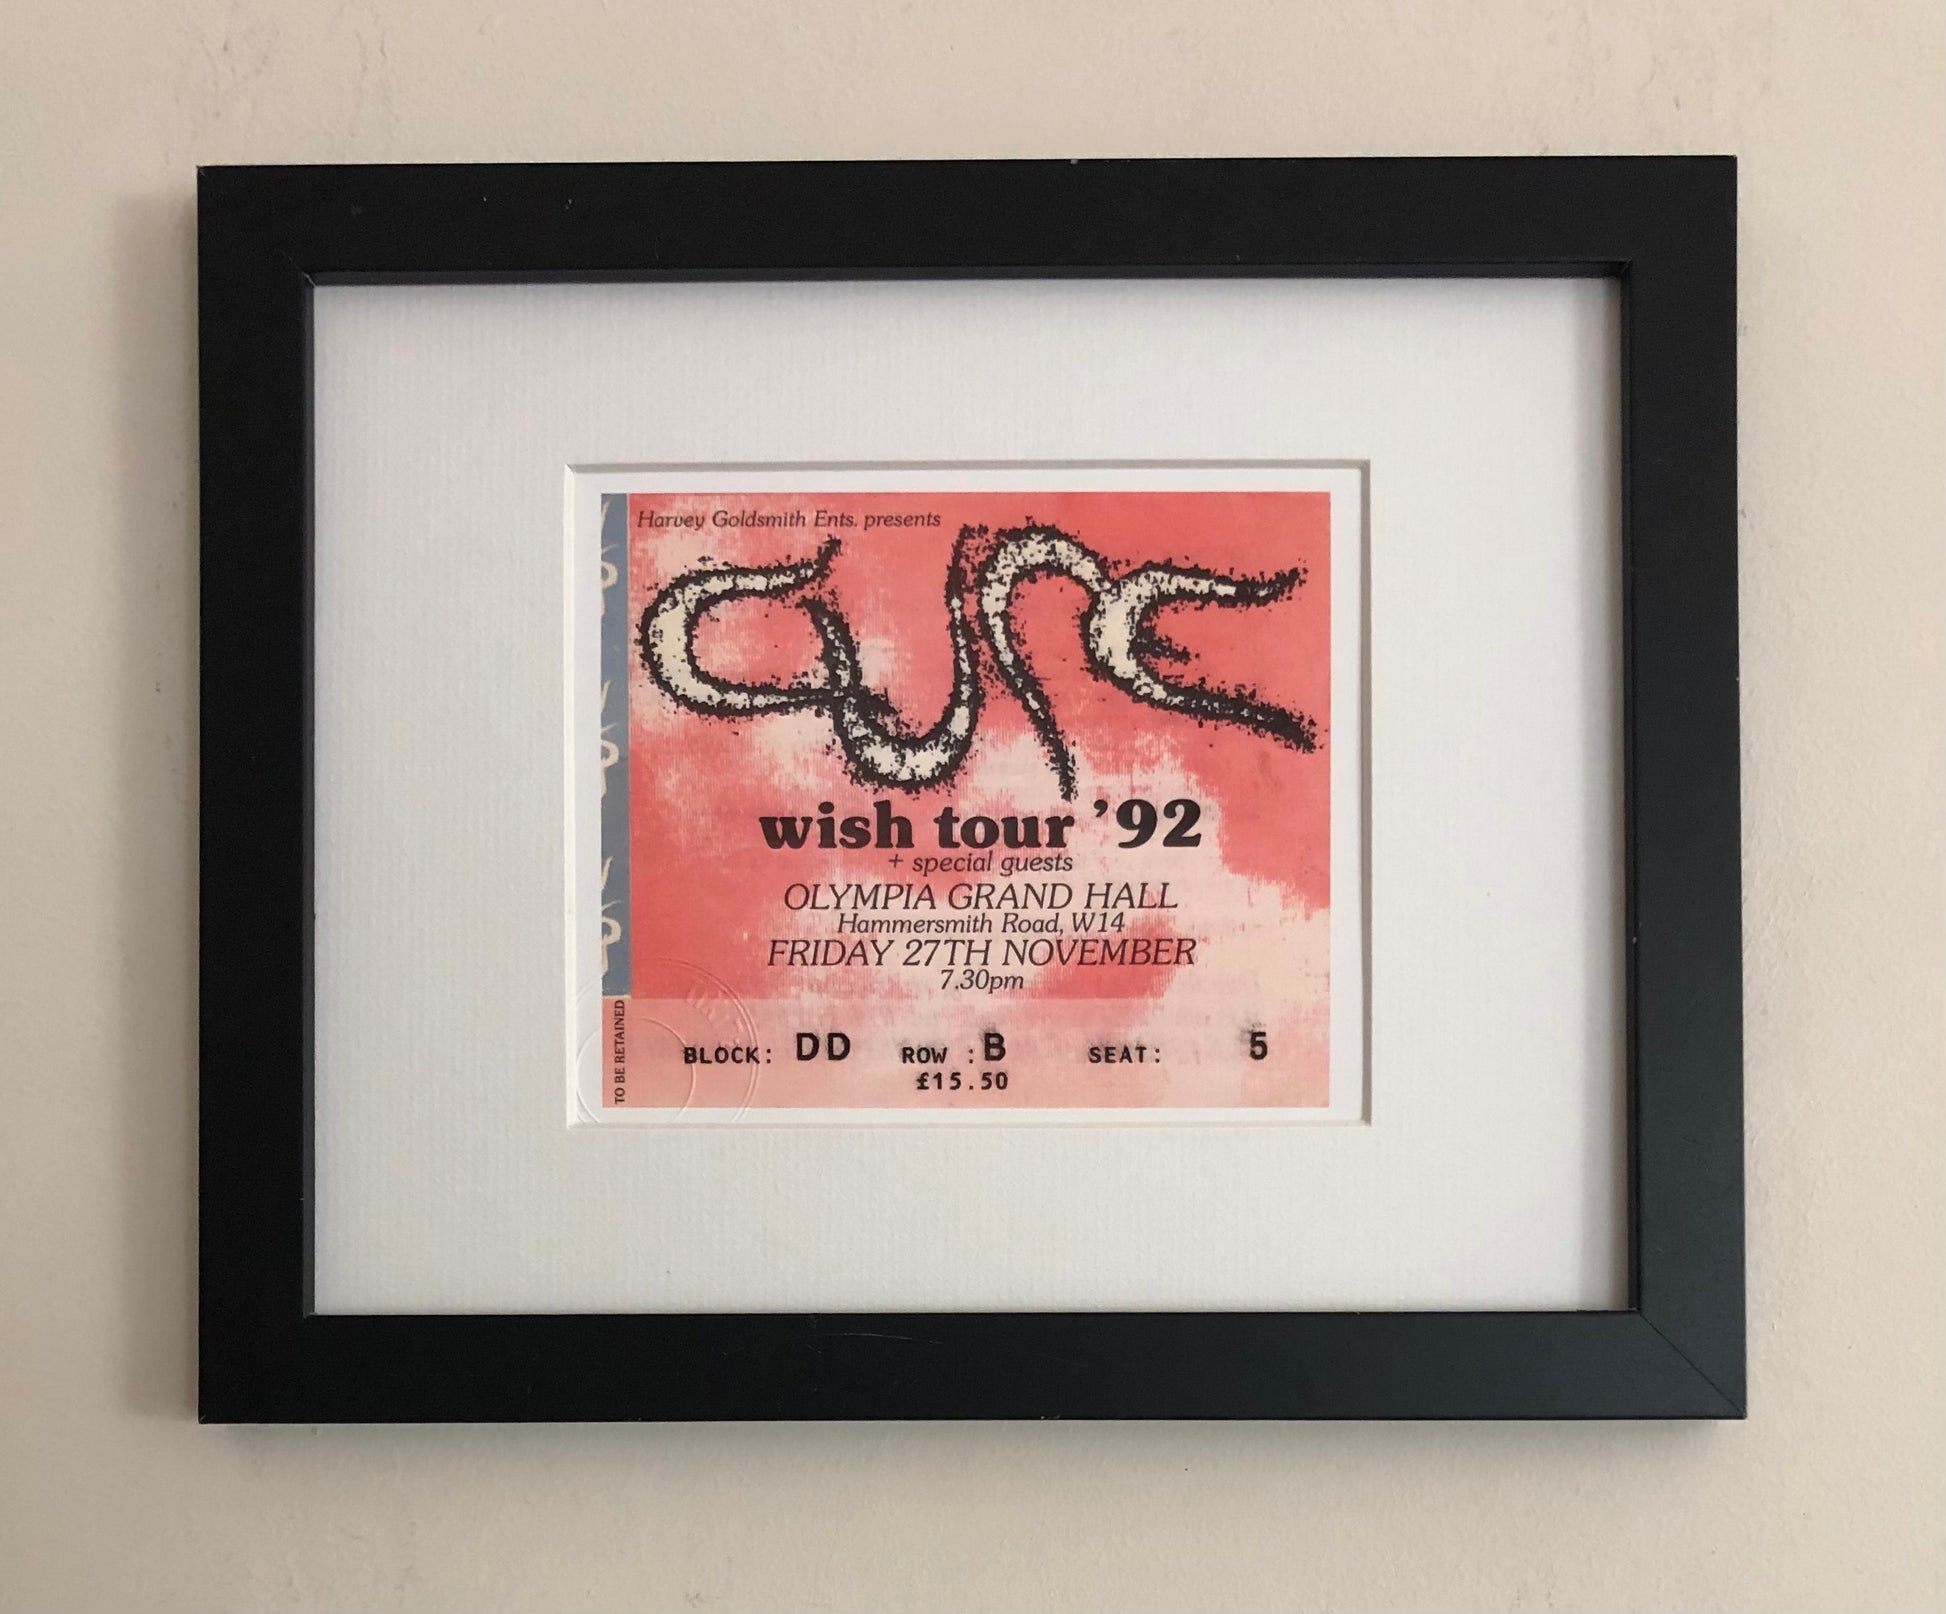 Harvey Goldsmith Ents. presents
CURE
wish tour '92
+ special guests
OLYMPIA GRAND HALL
Hammersmith Road, W14
FRIDAY 27TH NOVEMBER
7.30pm
TO BE RETAINED
BLOCK: DD ROW :B SEAT: 5
£15.50